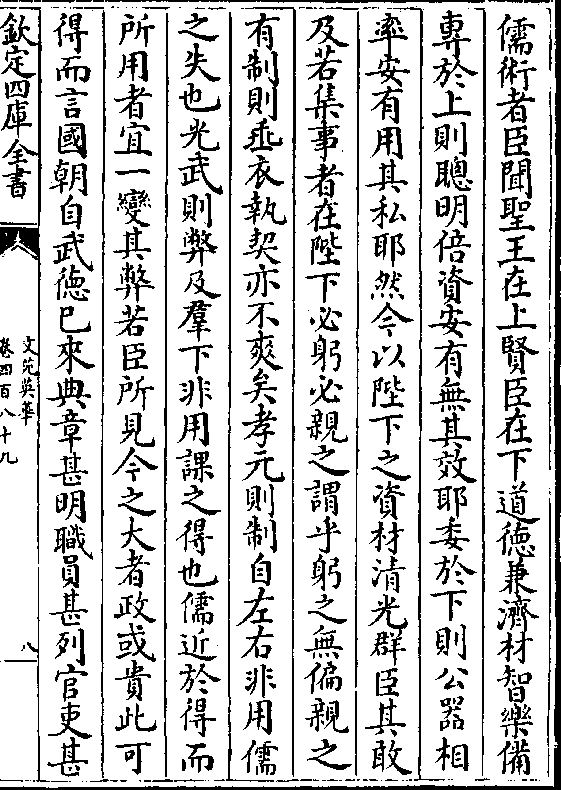 儒術者臣聞聖王在上賢臣在下道德兼濟材智樂備
專於上則聰明倍資安有無其效耶委於下則公器相
率安有用其私耶然今以陛下之資材清光群臣其敢
及若集事者在陛下必躬必親之謂乎躬之無偏親之
有制則垂衣執契亦不爽矣孝元則制自左右非用儒
之失也光武則弊及羣下非用課之得也儒近於得而
所用者宜一變其弊若臣所見今之大者政或貴此可
得而言國朝自武德已來典章甚明職員甚列官吏甚
欽定四庫全書
文苑英華
卷四百八十九
八